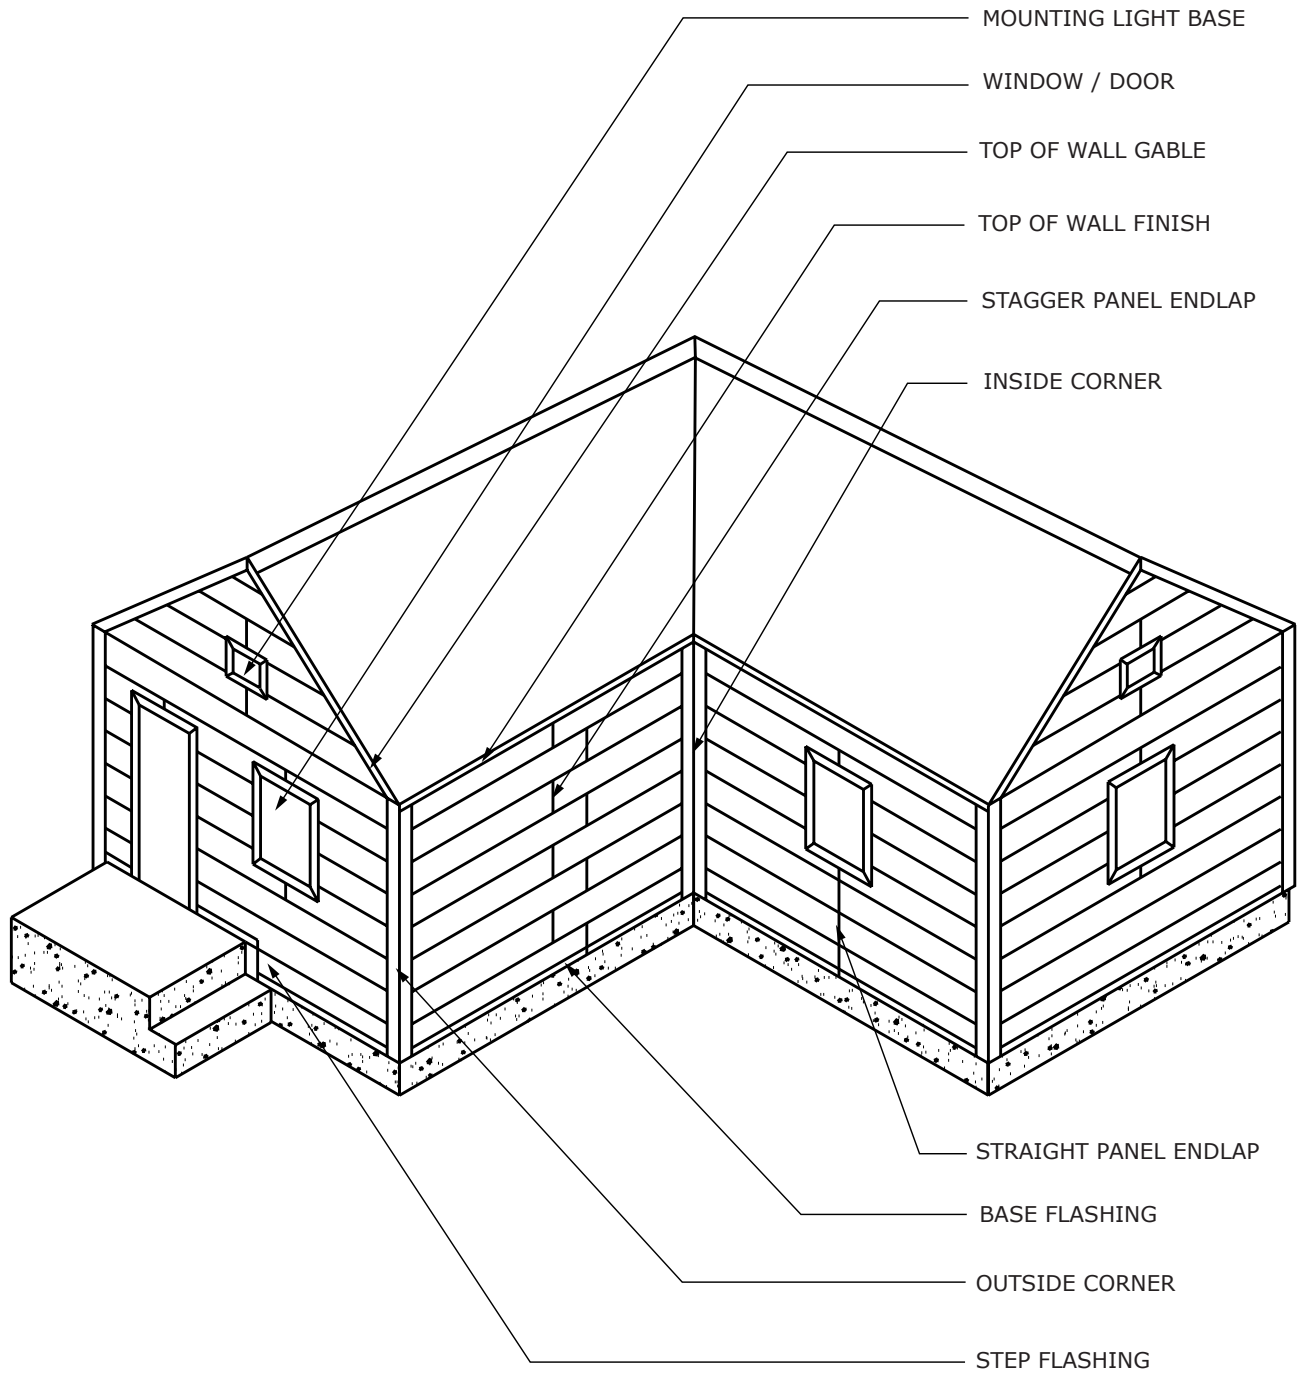 MOUNTING LIGHT BASE
WINDOW / DOOR
TOP OF WALL GABLE
TOP OF WALL FINISH
STAGGER PANEL ENDLAP
INSIDE CORNER
STRAIGHT PANEL ENDLAP
BASE FLASHING
OUTSIDE CORNER
STEP FLASHING